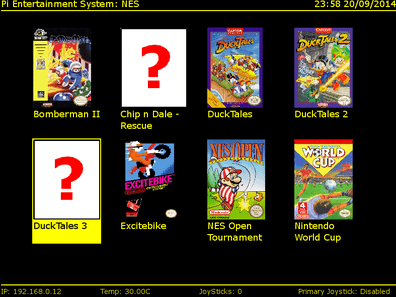 Pi Entertainment System: NES
23:58 20/09/2014
Bomberman II
Chip n Dale -
Rescue
DuckTales
DuckTales 2
DuckTales 3
Excitebike
NES Open
Tournament
Nintendo
World Cup
?
DUCKTALES
DUCKTALES 2
?
EXCITEBIKE
NES OPEN
WORLD CUP
IP: 192.168.0.12
Temp: 30.00C
JoySticks: 0
Primary Joystick: Disabled